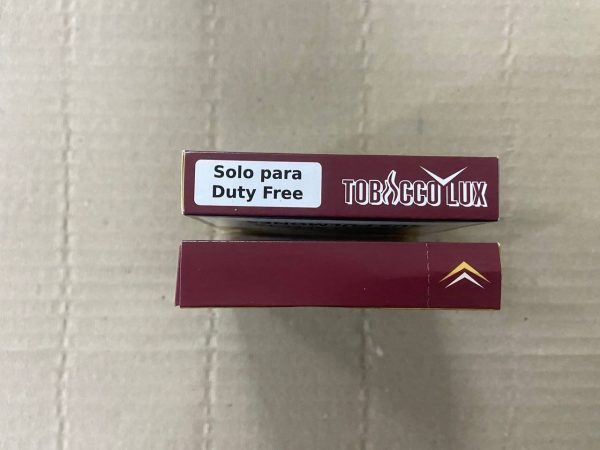 Solo para
Duty Free
TOBACCO LUX